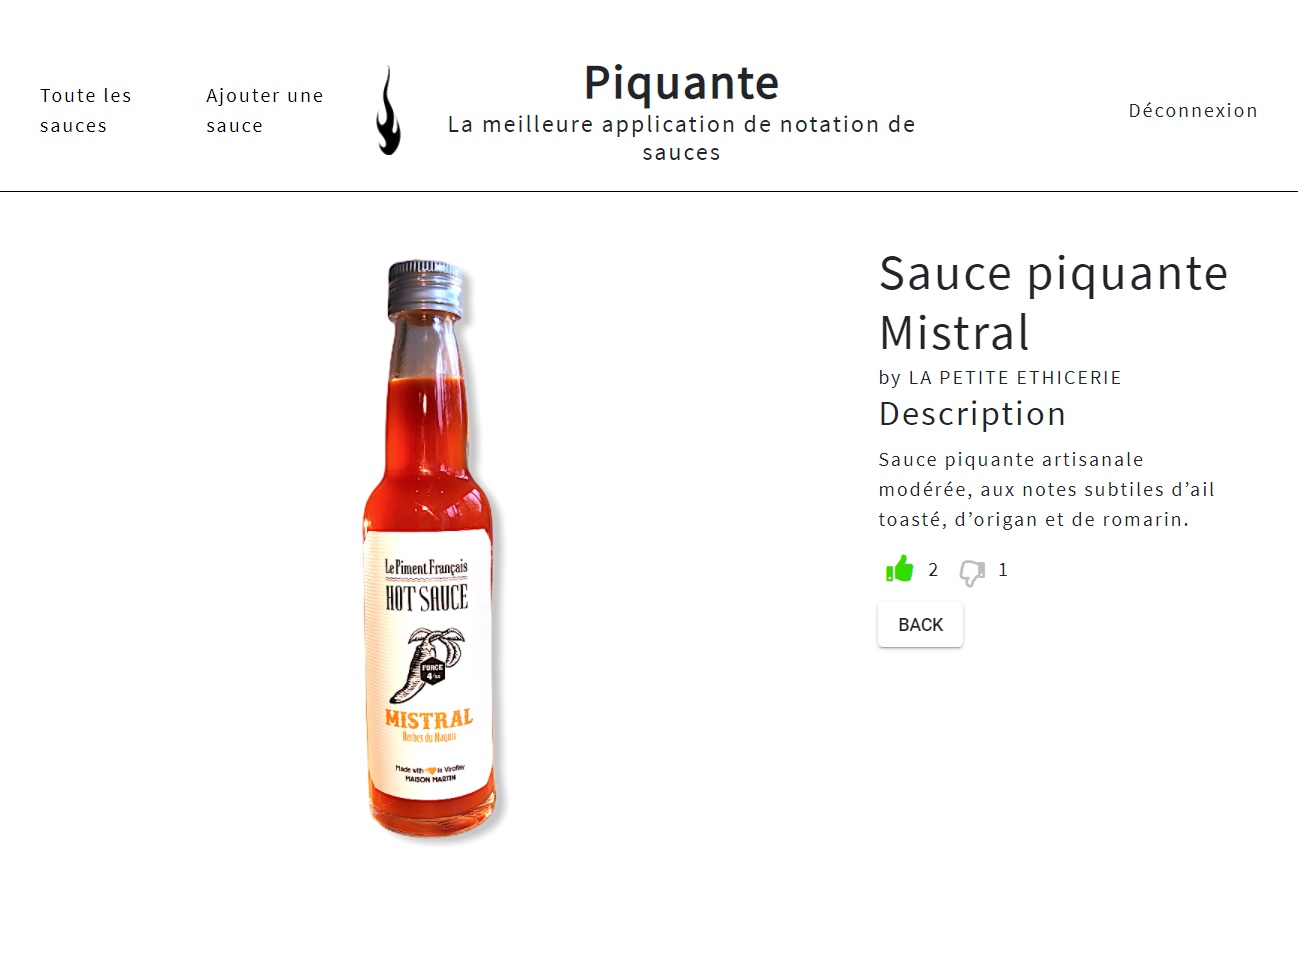 Toute les
sauces
Ajouter une
sauce
Piquante
La meilleure application de notation de
sauces
Déconnexion
Sauce piquante
Mistral
by LA PETITE ETHICERIE
Description
Sauce piquante artisanale
modérée, aux notes subtiles d’ail
toasté, d’origan et de romarin.
2
1
BACK
Le Piment Français
HOT SAUCE
FORCE
4/10
MISTRAL
Herbes du Maquis
Made with in Viroflay
MAISON MARTIN